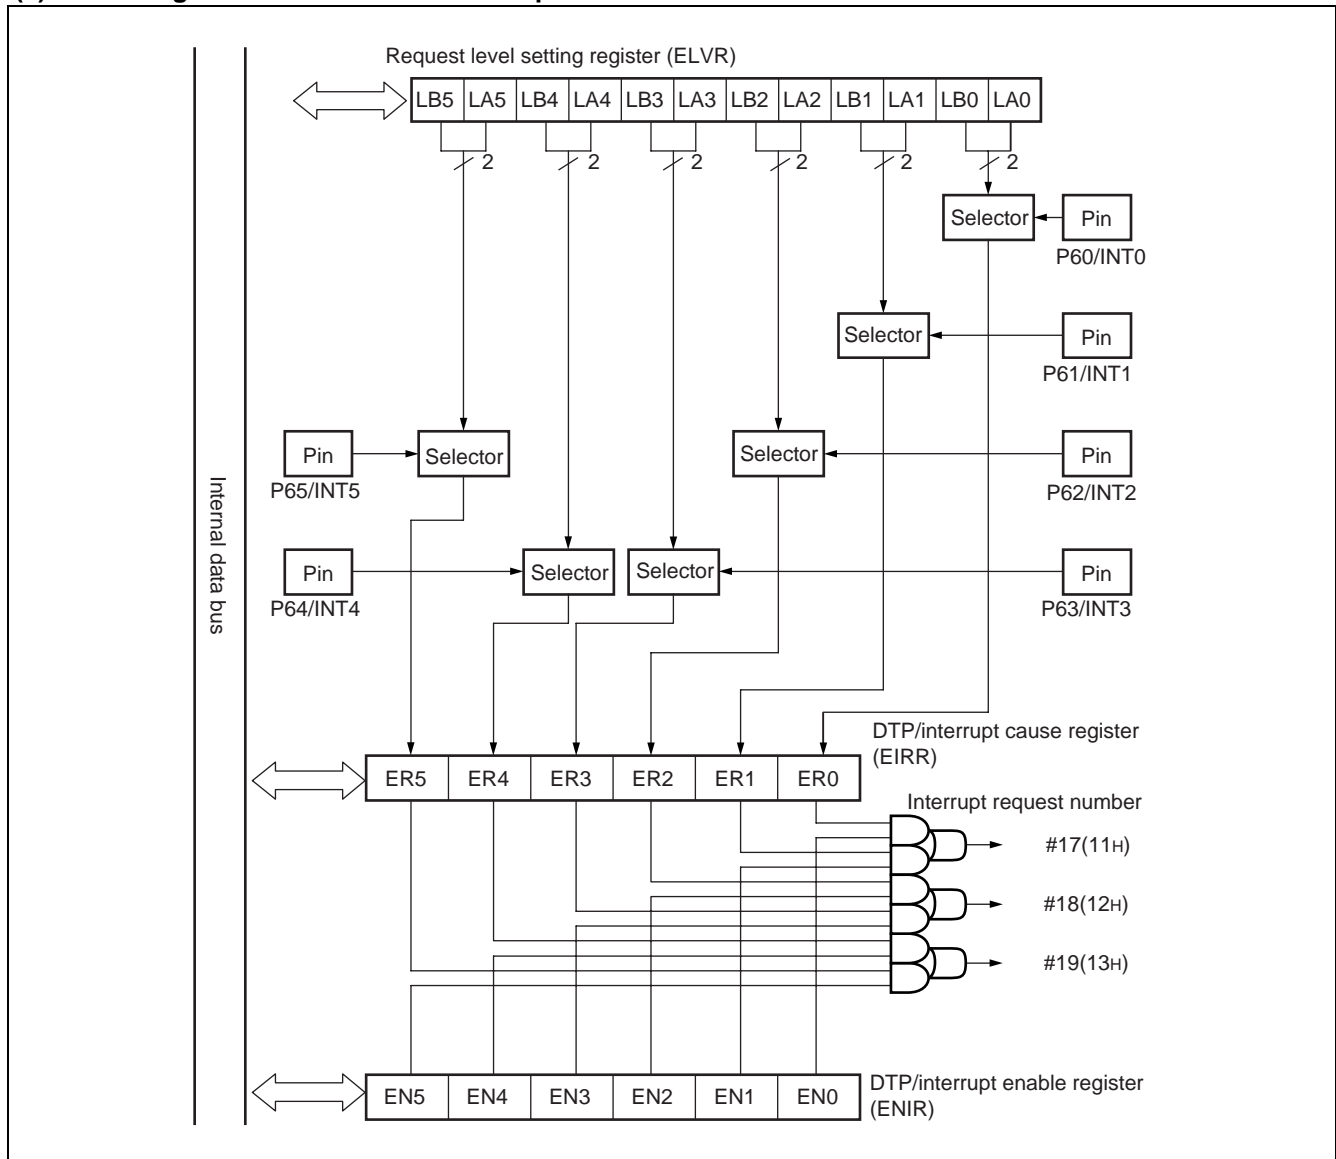 Request level setting register (ELVR)
LB5 LA5 LB4 LA4 LB3 LA3 LB2 LA2 LB1 LA1 LB0 LA0
2 2 2 2 2 2
Selector Pin
P60/INT0
Selector Pin
P61/INT1
Pin Selector Selector Pin
P65/INT5 P62/INT2
Internal data bus
Pin Selector Selector Pin
P64/INT4 P63/INT3
DTP/interrupt cause register
(EIRR)
ER5 ER4 ER3 ER2 ER1 ER0
Interrupt request number
#17(11H)
#18(12H)
#19(13H)
EN5 EN4 EN3 EN2 EN1 EN0
DTP/interrupt enable register
(ENIR)